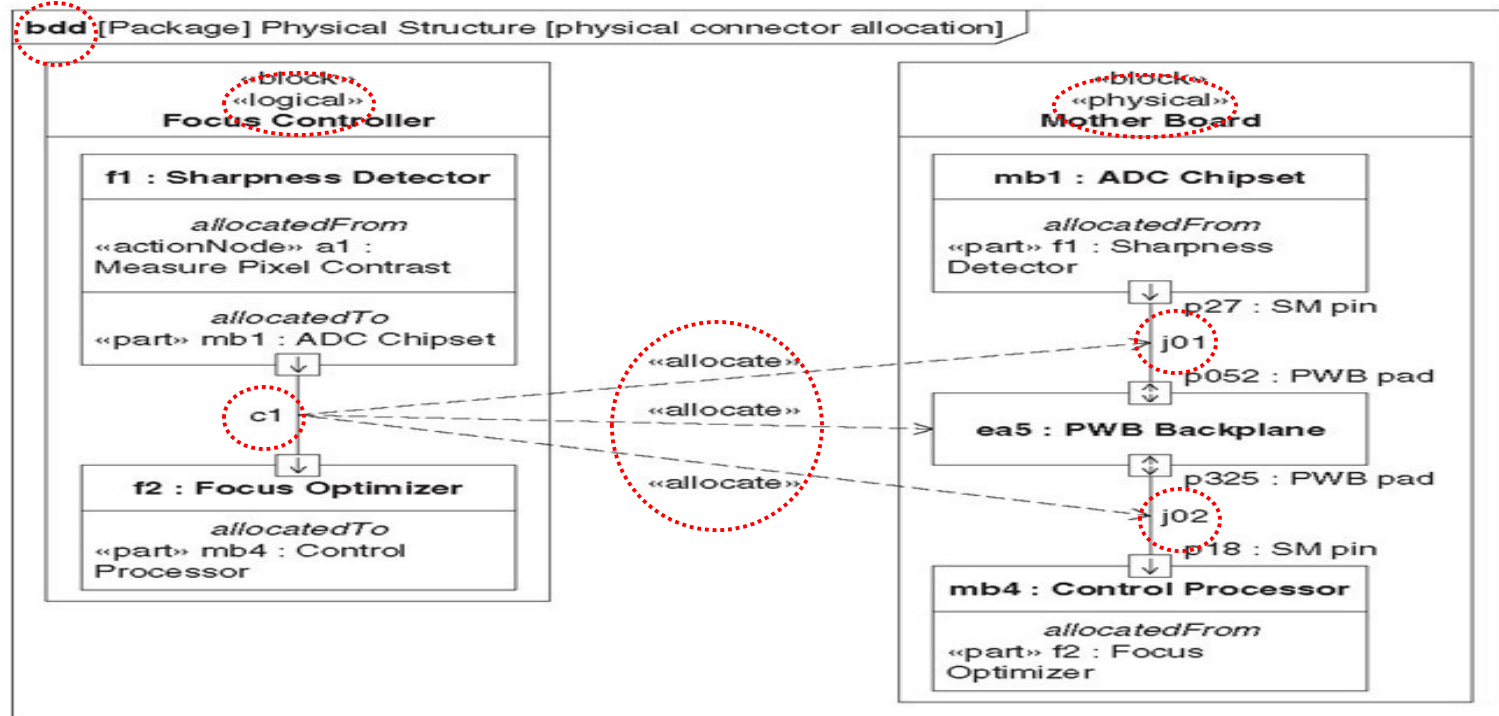 bdd [Package] Physical Structure [physical connector allocation]
«block»
«logical»
Focus Controller
f1 : Sharpness Detector
allocatedFrom
«actionNode» a1 :
Measure Pixel Contrast
allocatedTo
«part» mb1 : ADC Chipset
c1
f2 : Focus Optimizer
allocatedTo
«part» mb4 : Control
Processor
«allocate»
«allocate»
«allocate»
«block»
«physical»
Mother Board
mb1 : ADC Chipset
allocatedFrom
«part» f1 : Sharpness
Detector
p27 : SM pin
j01
p052 : PWB pad
ea5 : PWB Backplane
p325 : PWB pad
j02
p18 : SM pin
mb4 : Control Processor
allocatedFrom
«part» f2 : Focus
Optimizer